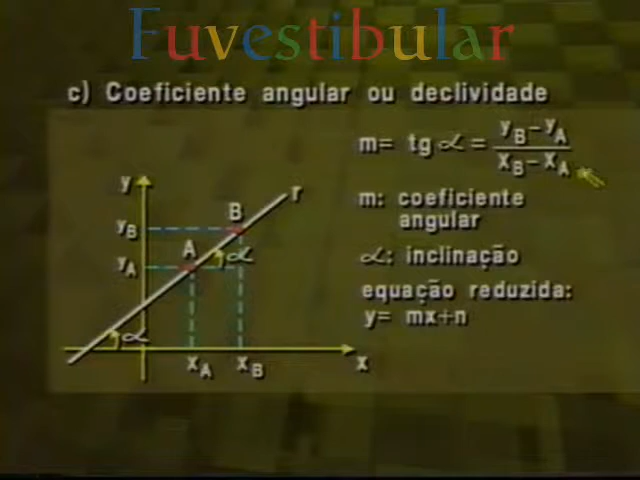 Fuvestibular
c) Coeficiente angular ou declividade
m= tg α = (yB − yA) / (xB − xA)
m: coeficiente
angular
α: inclinação
equação reduzida:
y= mx+n
y
r
B
yB
A
α
yA
α
xA
xB
x